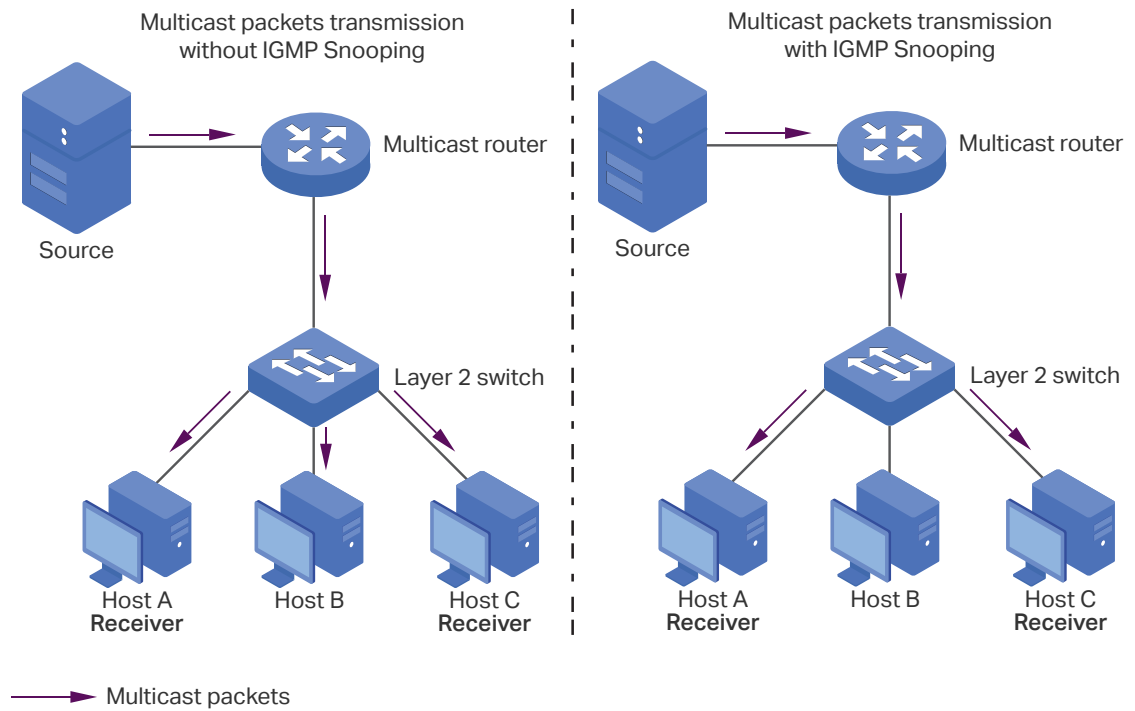 Multicast packets transmission
without IGMP Snooping
Multicast router
Source
Layer 2 switch
Host A
Receiver
Host B
Host C
Receiver
Multicast packets transmission
with IGMP Snooping
Multicast router
Source
Layer 2 switch
Host A
Receiver
Host B
Host C
Receiver
Multicast packets